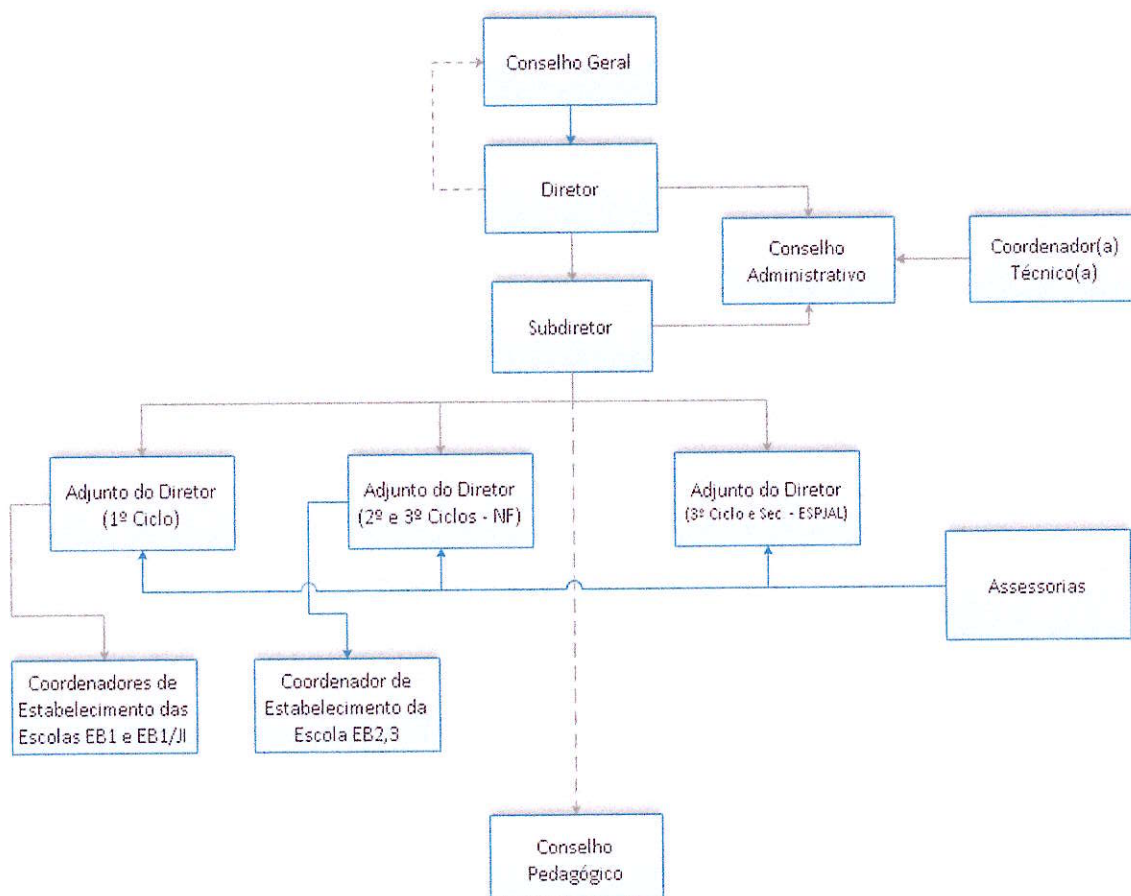 Conselho Geral
Diretor
Conselho
Administrativo
Coordenador(a)
Técnico(a)
Subdiretor
Adjunto do Diretor
(1º Ciclo)
Adjunto do Diretor
(2º e 3º Ciclos - NF)
Adjunto do Diretor
(3º Ciclo e Sec - ESPJAL)
Assessorias
Coordenadores de
Estabelecimento das
Escolas EB1 e EB1/JI
Coordenador de
Estabelecimento da
Escola EB2,3
Conselho
Pedagógico